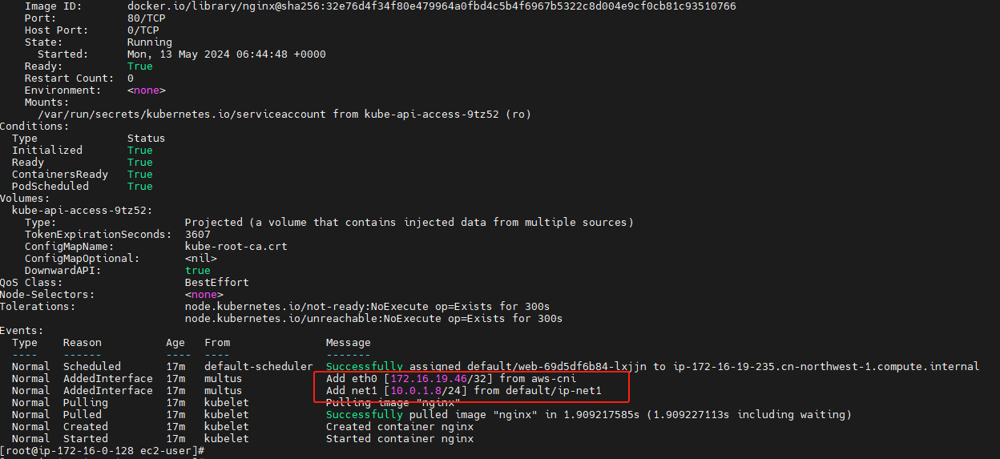 Image ID:       docker.io/library/nginx@sha256:32e76d4f34f80e479964a0fbd4c5b4f6967b5322c8d004e9cf0cb81c93510766
Port:           80/TCP
Host Port:      0/TCP
State:          Running
Started:      Mon, 13 May 2024 06:44:48 +0000
Ready:          True
Restart Count:  0
Environment:    <none>
Mounts:
/var/run/secrets/kubernetes.io/serviceaccount from kube-api-access-9tz52 (ro)
Conditions:
Type              Status
Initialized       True
Ready             True
ContainersReady   True
PodScheduled      True
Volumes:
kube-api-access-9tz52:
Type:                    Projected (a volume that contains injected data from multiple sources)
TokenExpirationSeconds:  3607
ConfigMapName:           kube-root-ca.crt
ConfigMapOptional:       <nil>
DownwardAPI:             true
QoS Class:                   BestEffort
Node-Selectors:              <none>
Tolerations:                 node.kubernetes.io/not-ready:NoExecute op=Exists for 300s
node.kubernetes.io/unreachable:NoExecute op=Exists for 300s
Events:
Type    Reason          Age   From               Message
----    ------          ----  ----               -------
Normal  Scheduled       17m   default-scheduler  Successfully assigned default/web-69d5df6b84-lxjjn to ip-172-16-19-235.cn-northwest-1.compute.internal
Normal  AddedInterface  17m   multus             Add eth0 [172.16.19.46/32] from aws-cni
Normal  AddedInterface  17m   multus             Add net1 [10.0.1.8/24] from default/ip-net1
Normal  Pulling         17m   kubelet            Pulling image "nginx"
Normal  Pulled          17m   kubelet            Successfully pulled image "nginx" in 1.909217585s (1.909227113s including waiting)
Normal  Created         17m   kubelet            Created container nginx
Normal  Started         17m   kubelet            Started container nginx
[root@ip-172-16-0-128 ec2-user]#